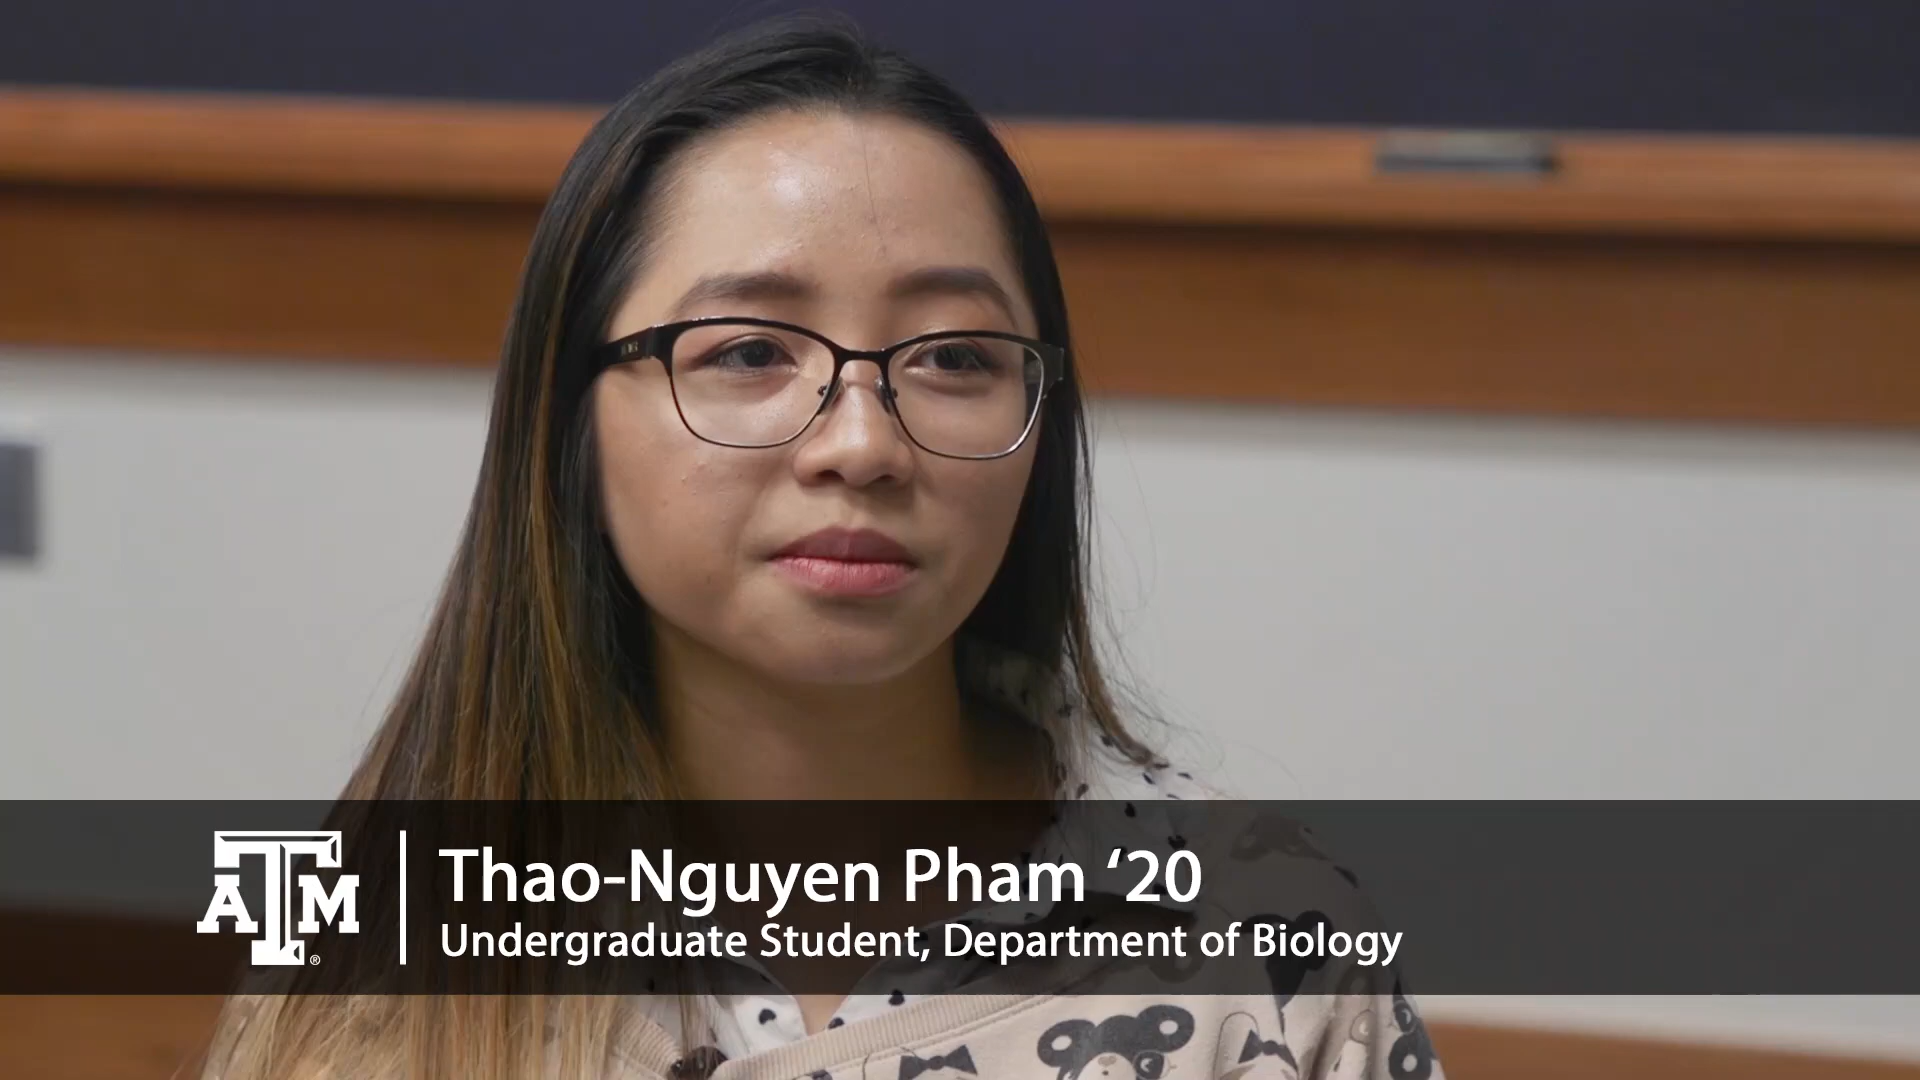 Thao-Nguyen Pham ‘20
ATM®
Undergraduate Student, Department of Biology